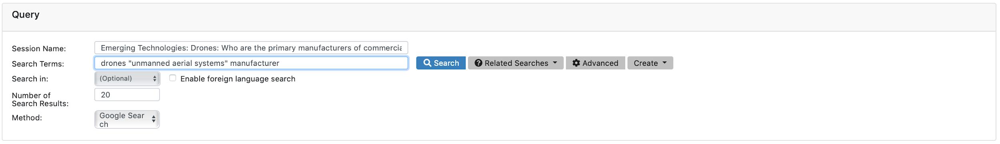 Query
Session Name:
Emerging Technologies: Drones: Who are the primary manufacturers of commercia
Search Terms:
drones "unmanned aerial systems" manufacturer
Search
Related Searches
Advanced
Create
Search in:
(Optional)
Enable foreign language search
Number of
Search Results:
20
Method:
Google Sear
ch